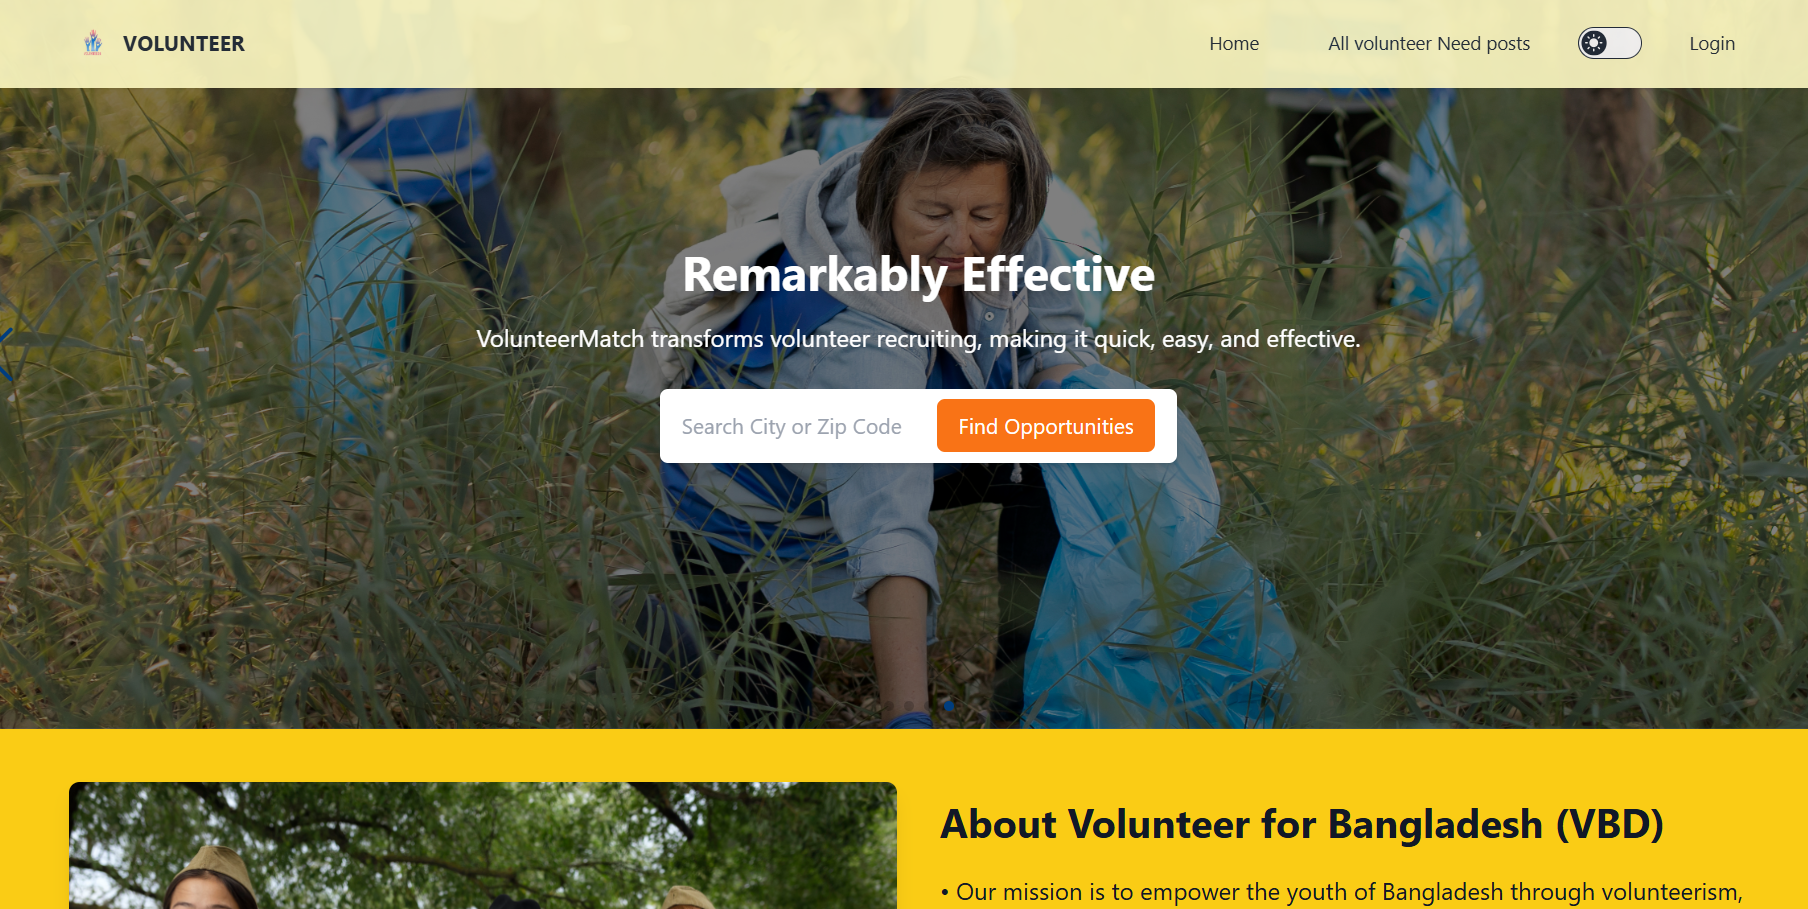 VOLUNTEER
Home
All volunteer Need posts
Login
Remarkably Effective
VolunteerMatch transforms volunteer recruiting, making it quick, easy, and effective.
Search City or Zip Code
Find Opportunities
About Volunteer for Bangladesh (VBD)
• Our mission is to empower the youth of Bangladesh through volunteerism,